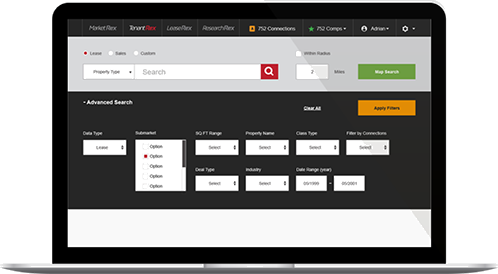 MarketRex TenantRex LeaseRex ResearchRex 752 Connections 752 Comps Adrian
Lease Sales Custom Within Radius
Property Type Search 2 Miles Map Search
- Advanced Search Clear All Apply Filters
Data Type Submarket SQ FT Range Property Name Class Type Filter by Connections
Lease Option Select Select Select Select
Option
Option
Deal Type Industry Date Range (year)
Option Select Select 09/1999 - 09/2001
Option